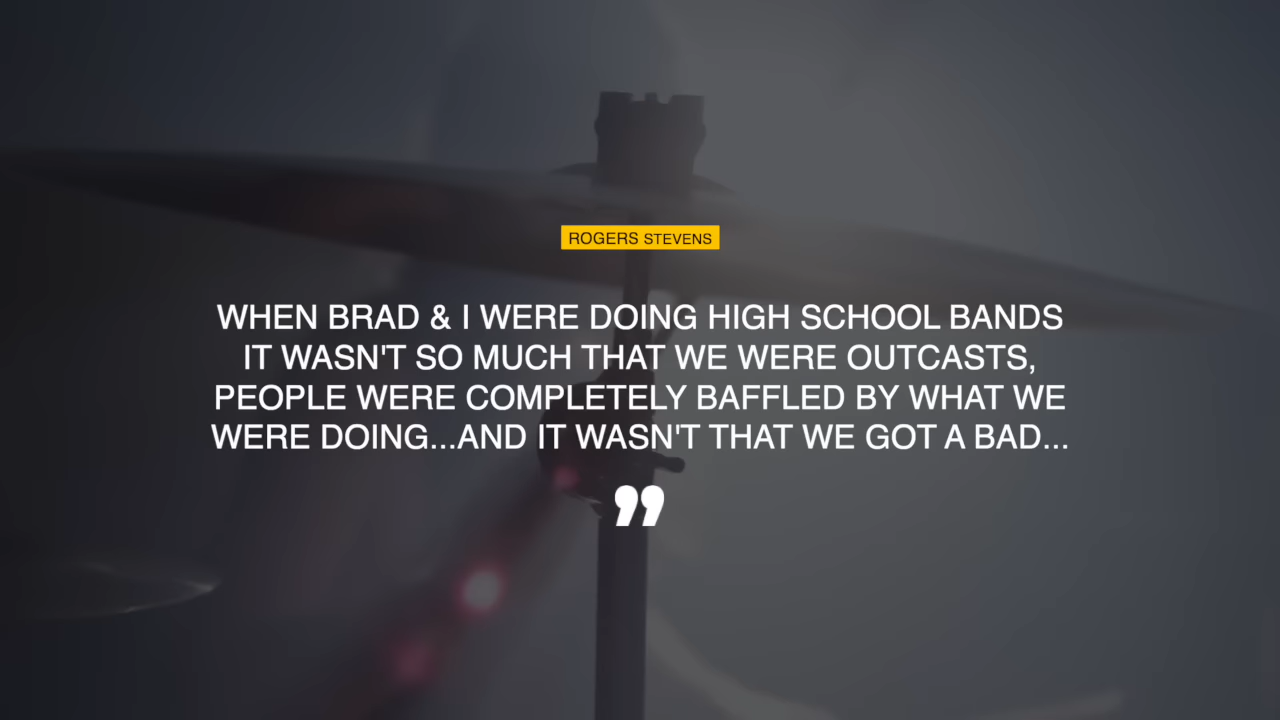 ROGERS STEVENS
WHEN BRAD & I WERE DOING HIGH SCHOOL BANDS
IT WASN'T SO MUCH THAT WE WERE OUTCASTS,
PEOPLE WERE COMPLETELY BAFFLED BY WHAT WE
WERE DOING...AND IT WASN'T THAT WE GOT A BAD...
”